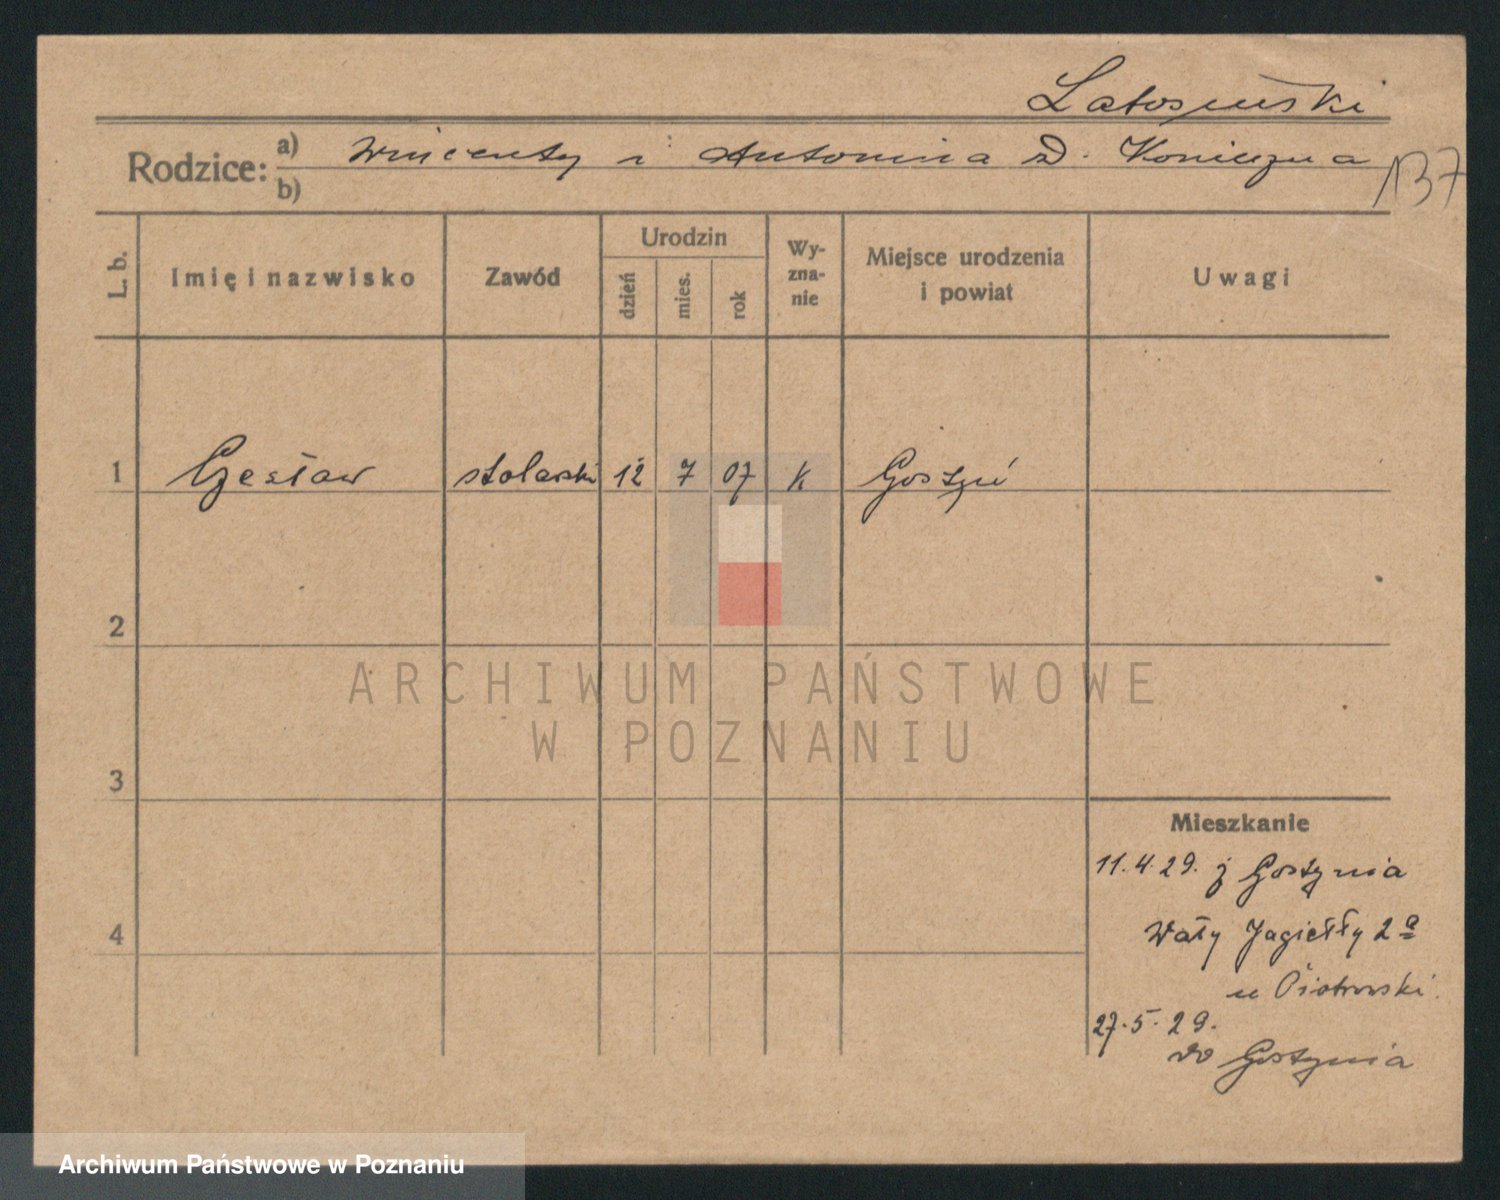 Latosiński
Rodzice: a) Wincenty i Antonina z D. Konieczna
b)
137
L. b.
Imię i nazwisko
Zawód
Urodzin
dzień
mies.
rok
Wy-
zna-
nie
Miejsce urodzenia
i powiat
Uwagi
1 Czesław stolarski 12 7 07 k Gostyń
2
3
4
ARCHIWUM PAŃSTWOWE
W POZNANIU
Mieszkanie
11.4.29. z Gostynia
Wały Jagiełły 2a
u Piotrowski.
27.5.29.
do Gostynia
Archiwum Państwowe w Poznaniu